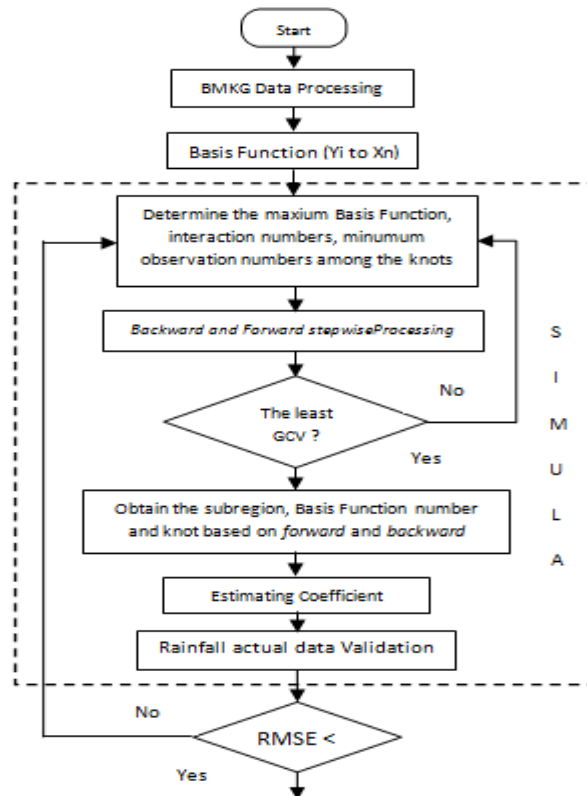 Start
BMKG Data Processing
Basis Function (Yi to Xn)
Determine the maxium Basis Function,
interaction numbers, minumum
observation numbers among the knots
Backward and Forward stepwiseProcessing
The least
GCV ?
No
Yes
Obtain the subregion, Basis Function number
and knot based on forward and backward
Estimating Coefficient
Rainfall actual data Validation
S
I
M
U
L
A
RMSE <
No
Yes